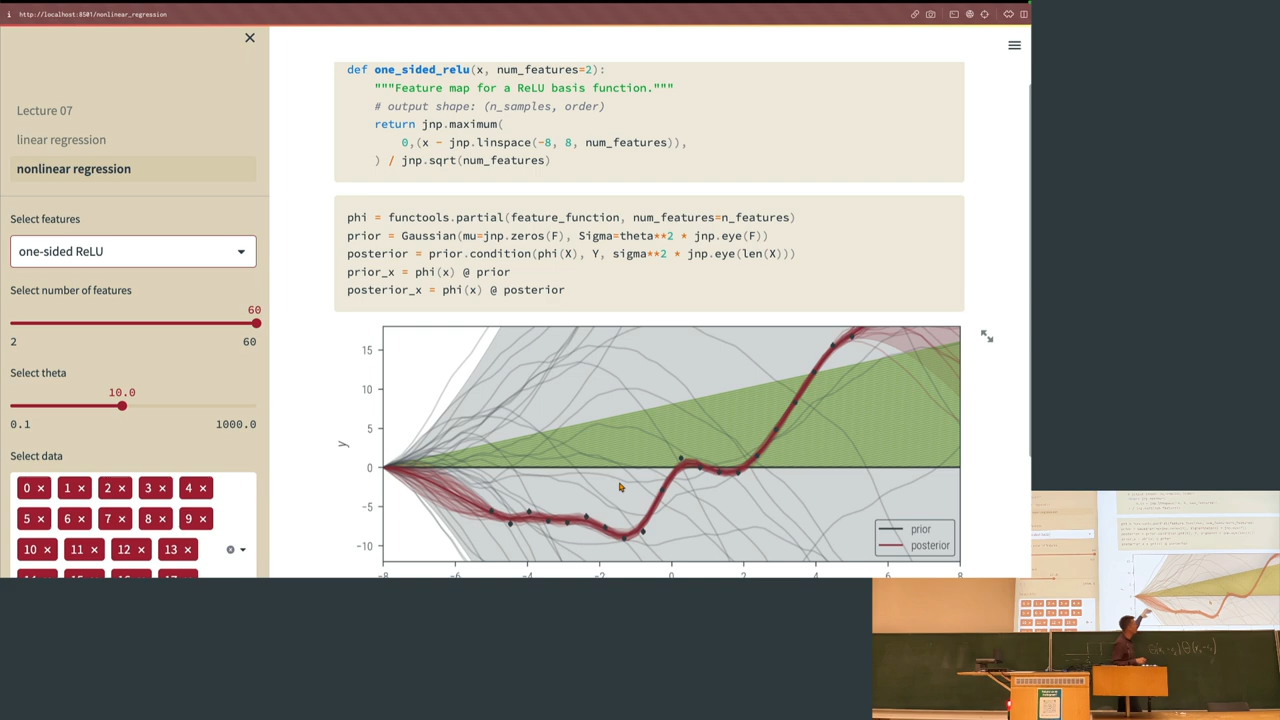 http://localhost:8501/nonlinear_regression
Lecture 07
linear regression
nonlinear regression
Select features
one-sided ReLU
Select number of features
60
2 60
Select theta
10.0
0.1 1000.0
Select data
0 × 1 × 2 × 3 × 4 ×
5 × 6 × 7 × 8 × 9 ×
10 × 11 × 12 × 13 ×
def one_sided_relu(x, num_features=2):
"""Feature map for a ReLU basis function."""
# output shape: (n_samples, order)
return jnp.maximum(
0,(x - jnp.linspace(-8, 8, num_features)),
) / jnp.sqrt(num_features)
phi = functools.partial(feature_function, num_features=n_features)
prior = Gaussian(mu=jnp.zeros(F), Sigma=theta**2 * jnp.eye(F))
posterior = prior.condition(phi(X), Y, sigma**2 * jnp.eye(len(X)))
prior_x = phi(x) @ prior
posterior_x = phi(x) @ posterior
15
10
5
0
−5
−10
y
prior
posterior
−8 −6 −4 −2 0 2 4 6 8